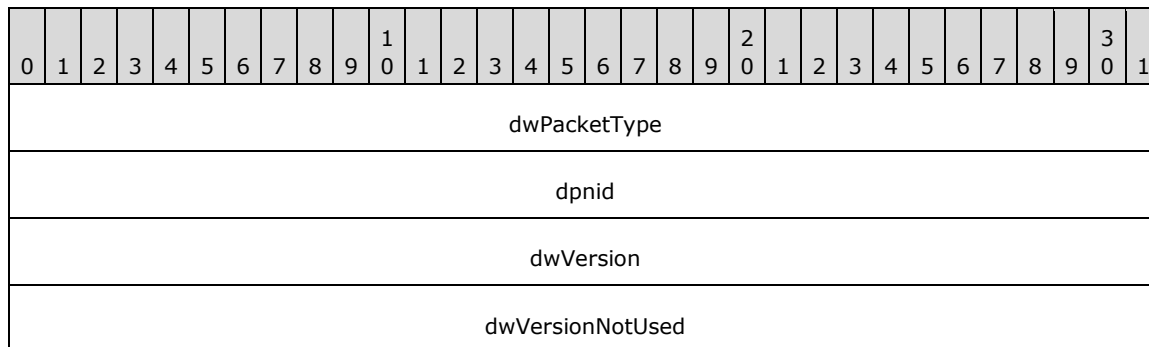 1 2 3
0 1 2 3 4 5 6 7 8 9 0 1 2 3 4 5 6 7 8 9 0 1 2 3 4 5 6 7 8 9 0 1
dwPacketType
dpnid
dwVersion
dwVersionNotUsed